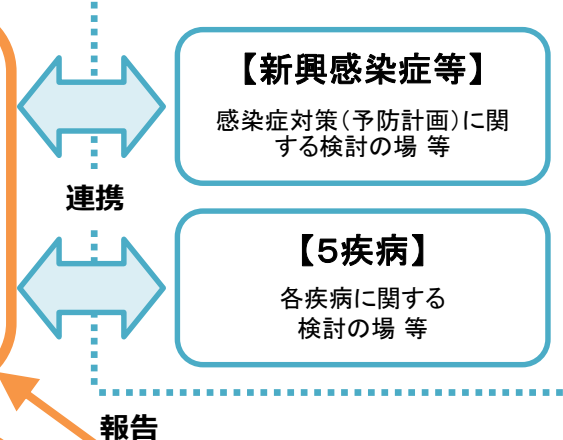 【新興感染症等】
感染症対策（予防計画）に関
する検討の場 等
連携
【５疾病】
各疾病に関する
検討の場 等
報告